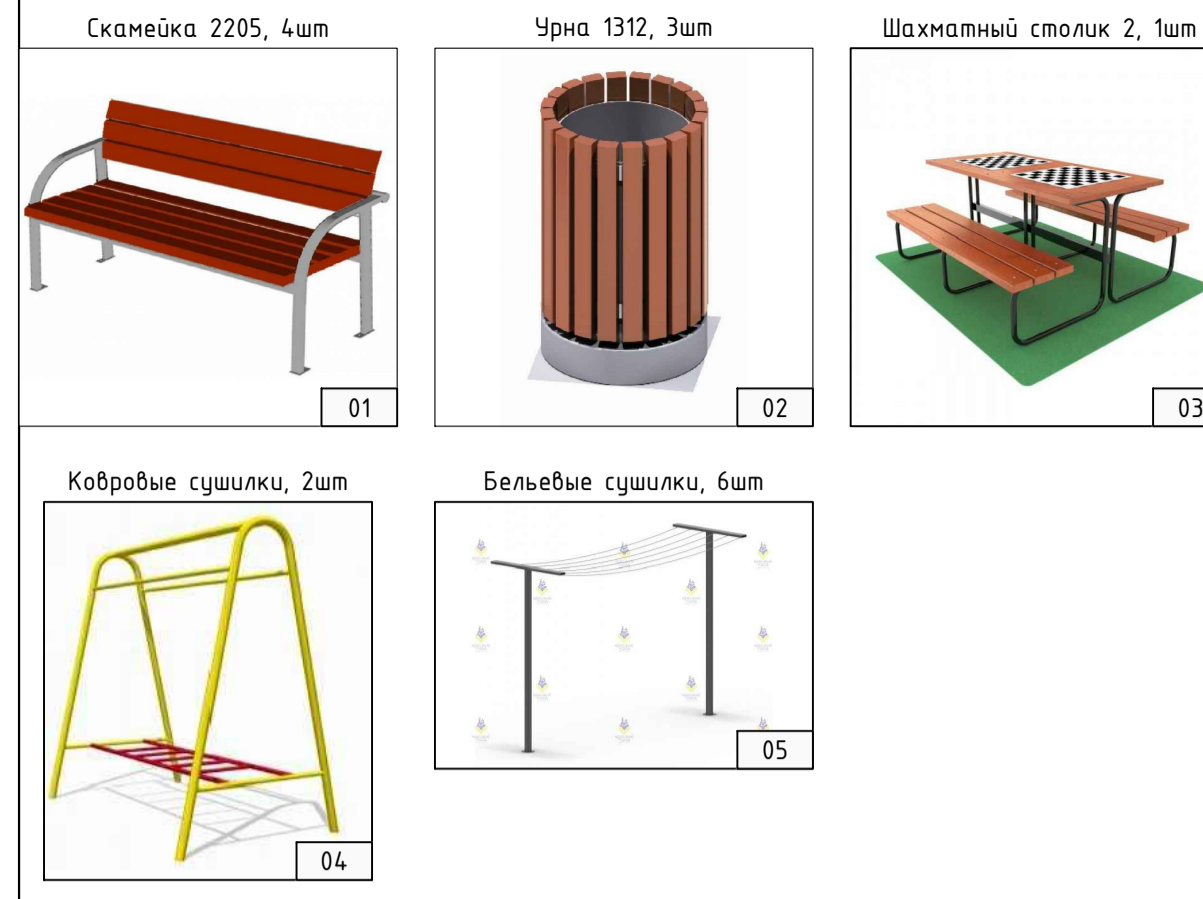 Скамейка 2205, 4шт
Урна 1312, 3шт
Шахматный столик 2, 1шт
01
02
03
Ковровые сушилки, 2шт
Бельевые сушилки, 6шт
05
04